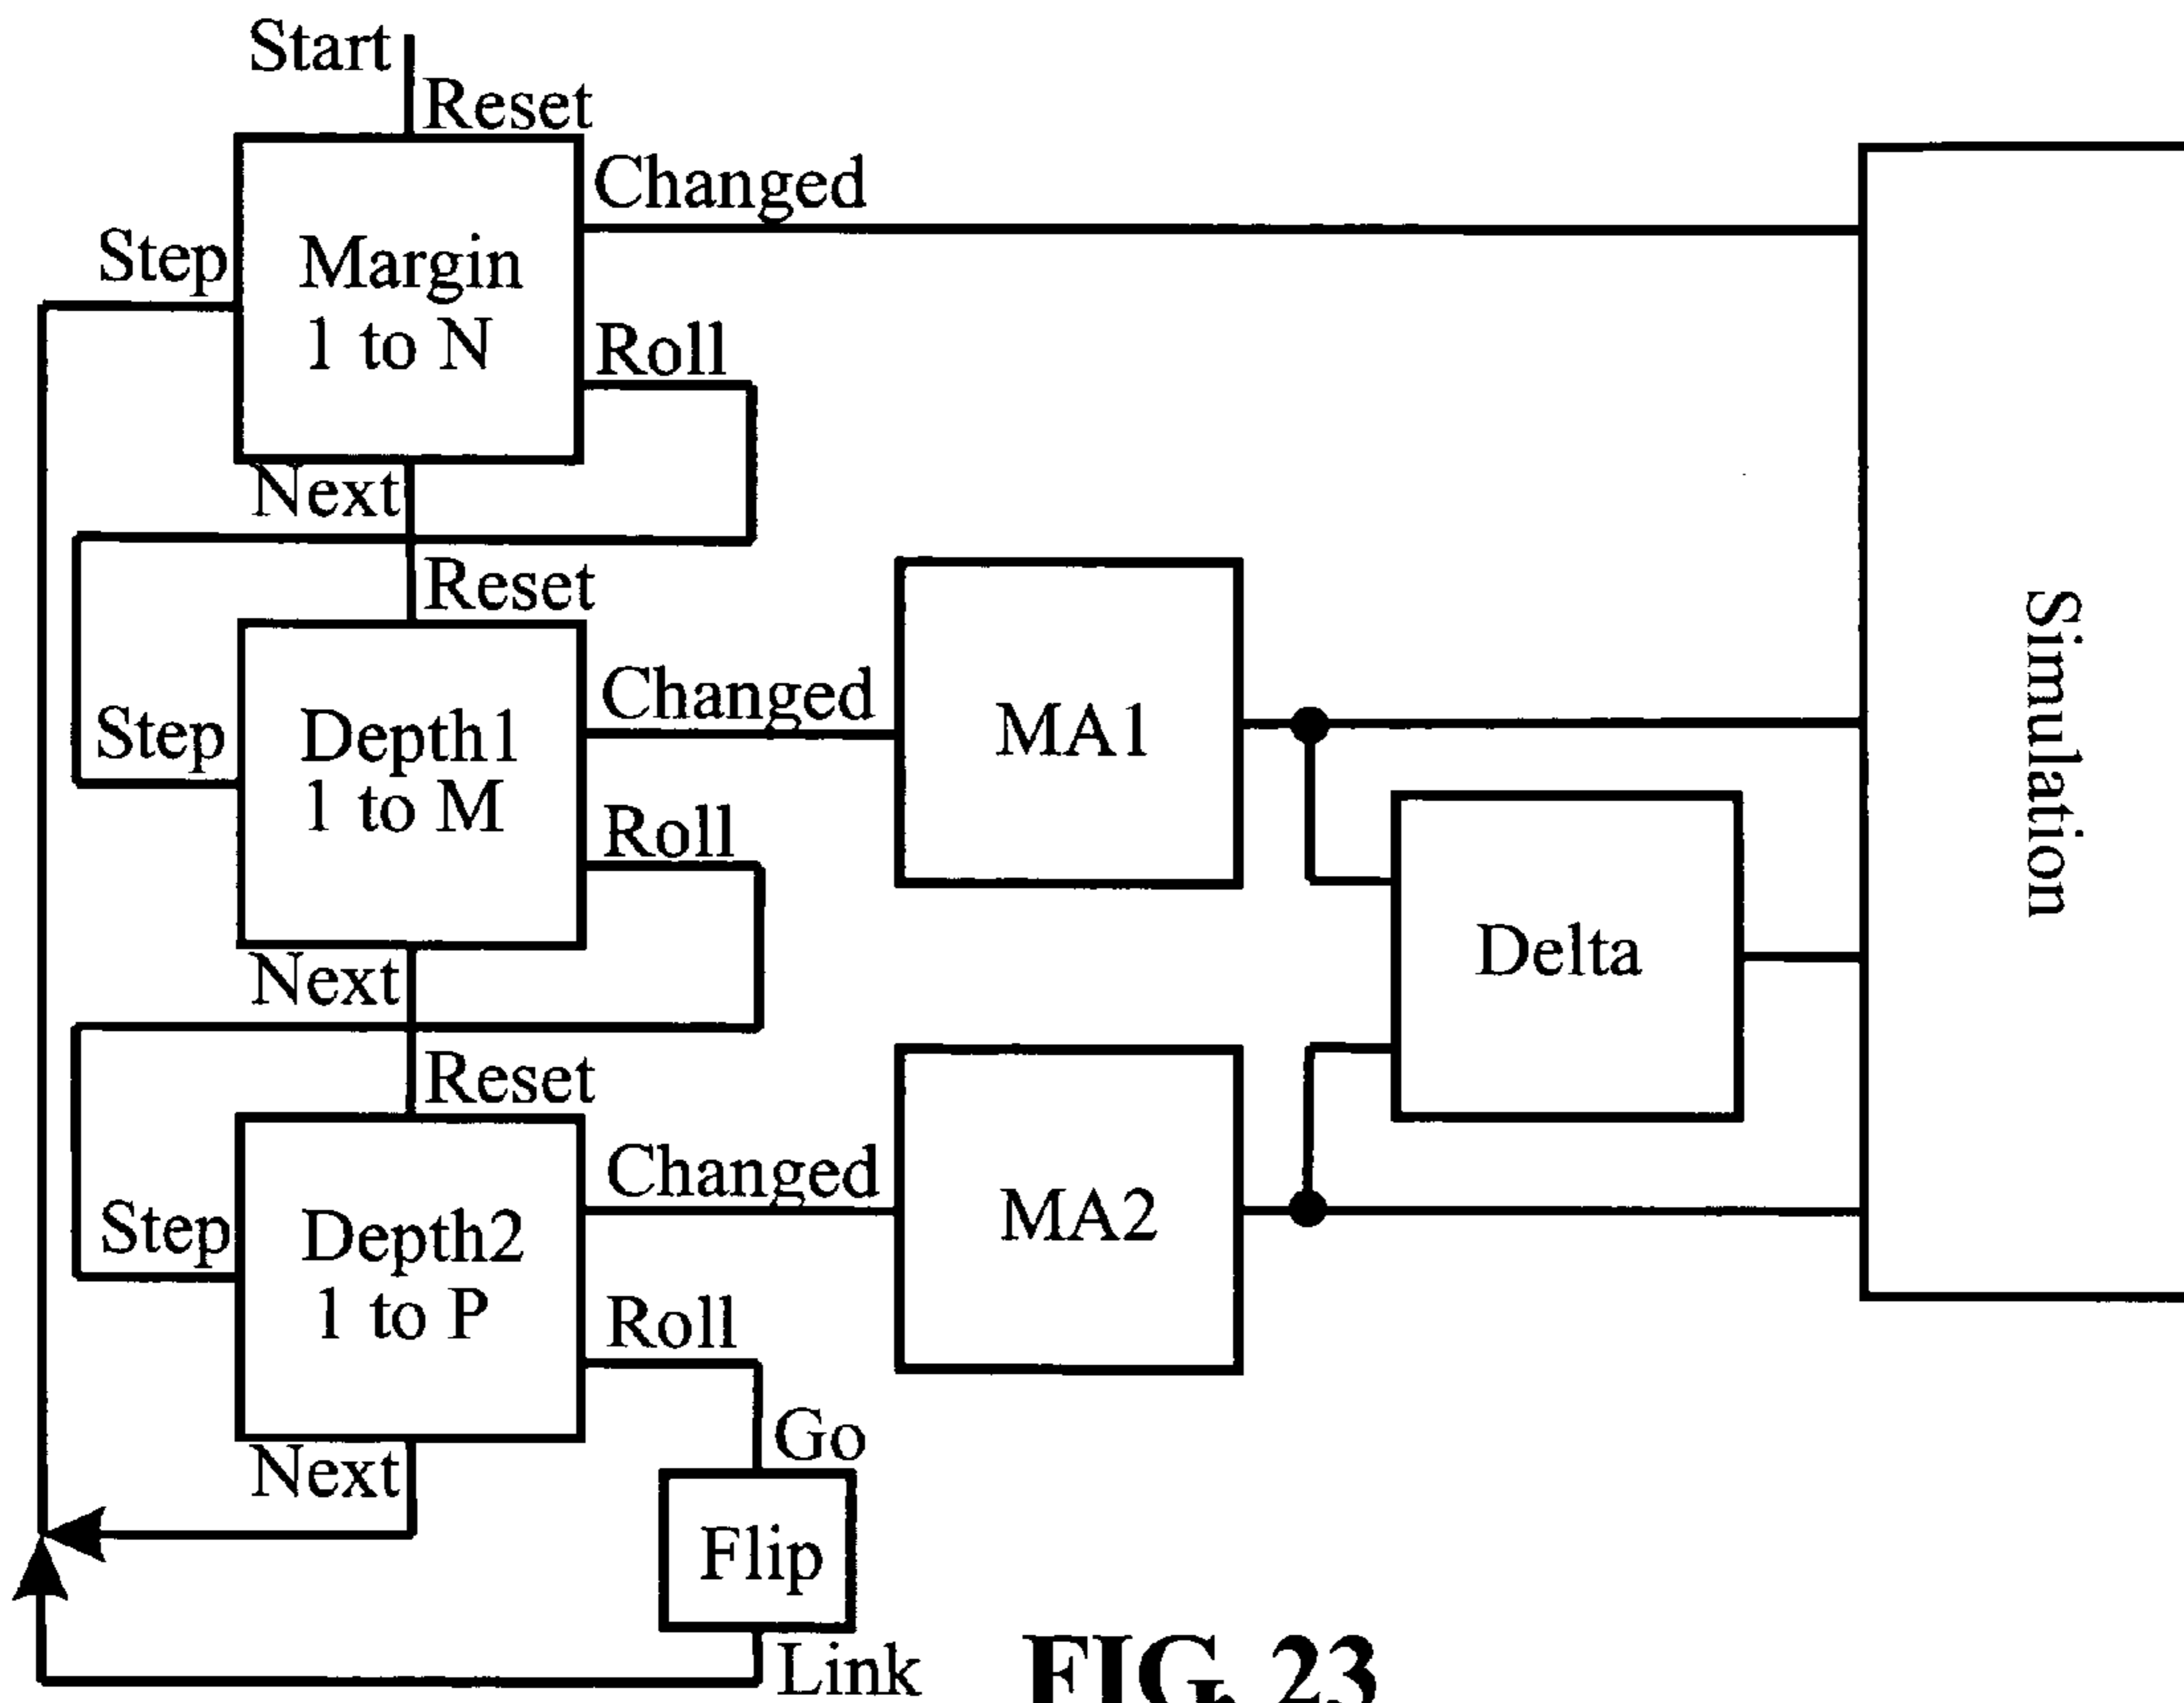 Start
Reset
Changed
Step
Margin
1 to N
Roll
Next
Reset
Changed
Step
Depth1
1 to M
Roll
Next
Reset
Changed
Step
Depth2
1 to P
Roll
Next
Go
Flip
Link
MA1
MA2
Delta
Simulation
FIG. 23